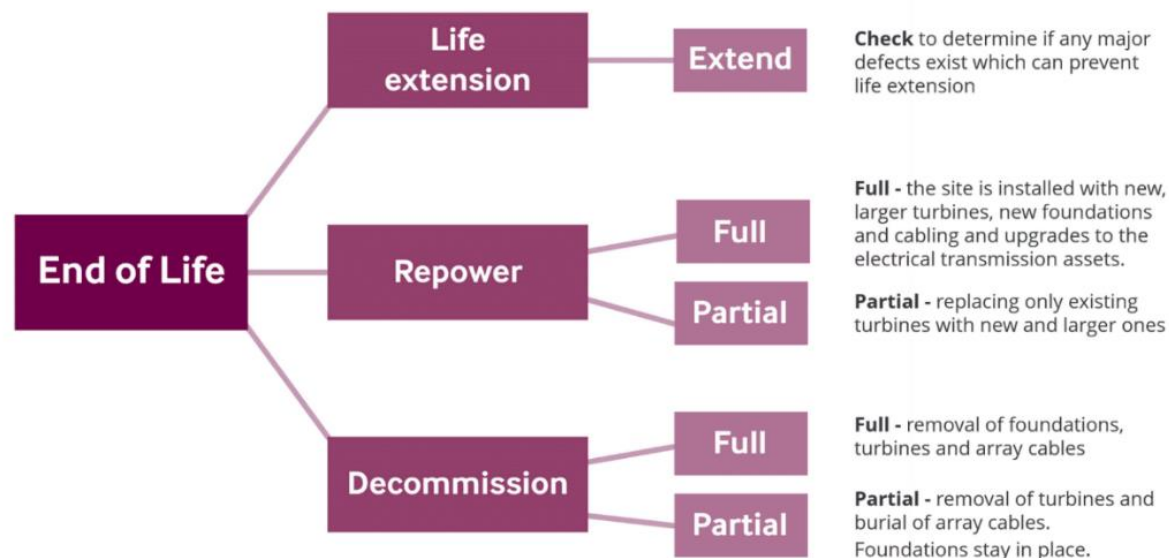 Life
extension
Extend
Check to determine if any major
defects exist which can prevent
life extension
End of Life
Repower
Full
Full - the site is installed with new,
larger turbines, new foundations
and cabling and upgrades to the
electrical transmission assets.
Partial
Partial - replacing only existing
turbines with new and larger ones
Decommission
Full
Full - removal of foundations,
turbines and array cables
Partial
Partial - removal of turbines and
burial of array cables.
Foundations stay in place.